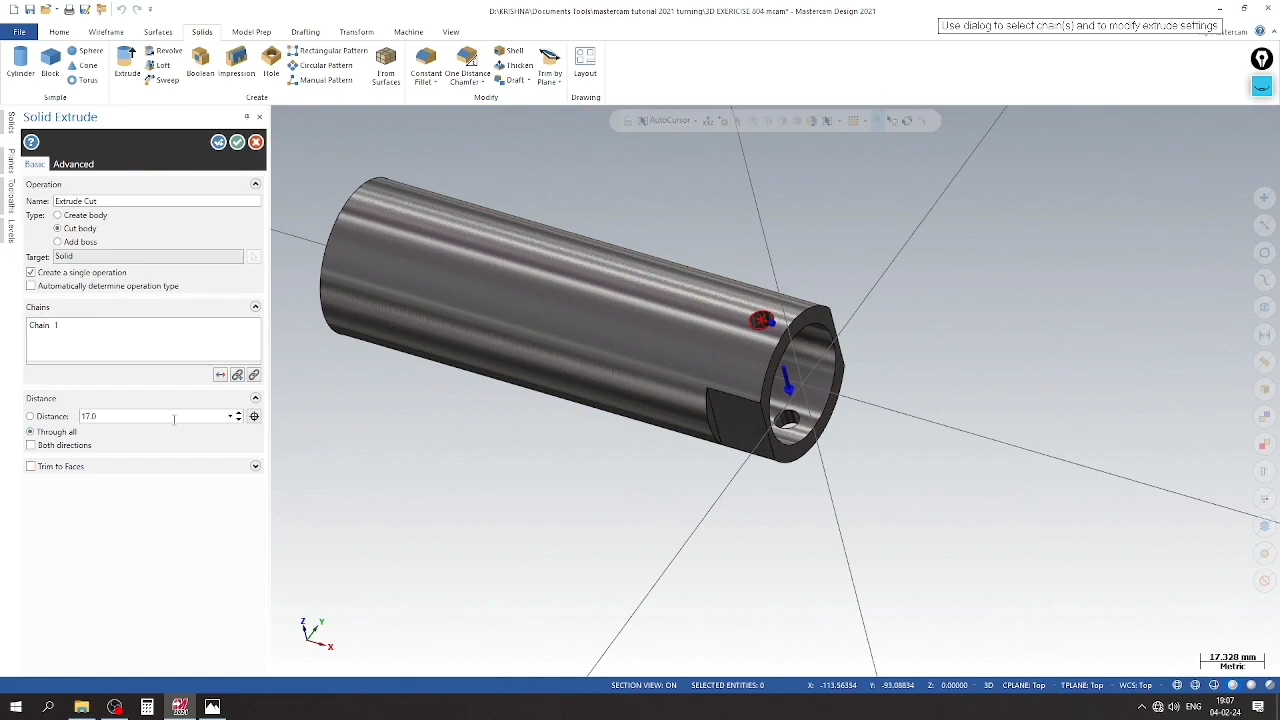 D:\KRISHNA\Documents Tools\mastercam tutorial 2021 turning\3D EXERICISE 804.mcam* - Mastercam Design 2021
Use dialog to select chain(s) and to modify extrude settings.
File Home Wireframe Surfaces Solids Model Prep Drafting Transform Machine View
Cylinder
Block
Sphere
Cone
Torus
Simple
Extrude
Revolve
Loft
Sweep
Boolean
Impression
Hole
Rectangular Pattern
Circular Pattern
Manual Pattern
Create
From
Surfaces
Constant
Fillet
One Distance
Chamfer
Shell
Thicken
Draft
Trim by
Plane
Modify
Layout
Drawing
Solids
Planes
Toolpaths
Levels
Solid Extrude
Basic Advanced
Operation
Name: Extrude Cut
Type: Create body
Cut body
Add boss
Target: Solid
Create a single operation
Automatically determine operation type
Chains
Chain 1
Distance
Distance: 17.0
Through all
Both directions
Trim to Faces
AutoCursor
Z
Y
X
17.328 mm
Metric
SECTION VIEW: ON SELECTED ENTITIES: 0 X: -113.56354 Y: -93.08834 Z: 0.00000 3D CPLANE: Top TPLANE: Top WCS: Top
19:07
04-02-24